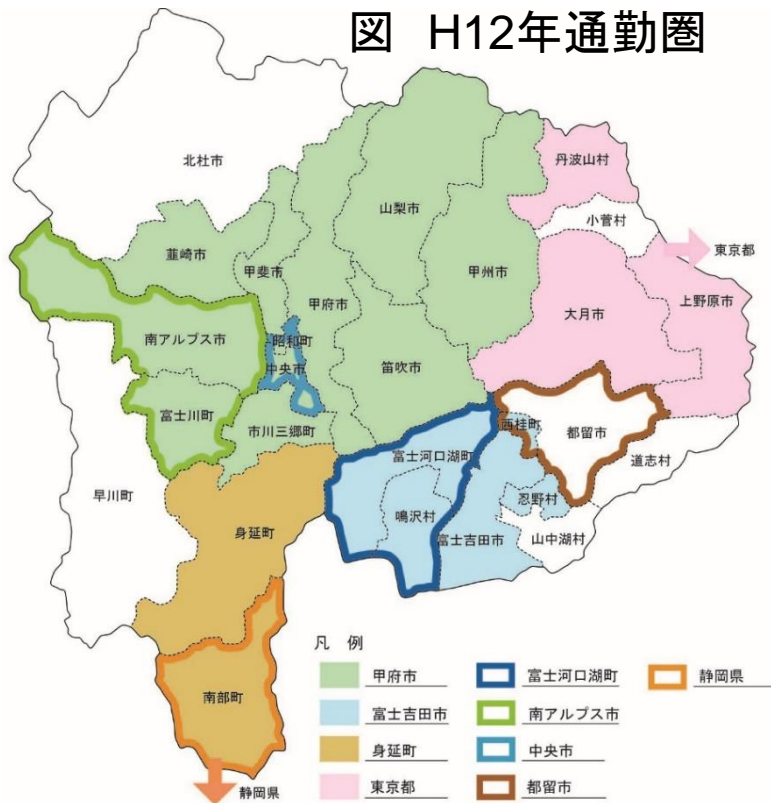 図 H12年通勤圏
北杜市
丹波山村
山梨市
小菅村
東京都
韮崎市
甲斐市
甲州市
甲府市
上野原市
大月市
南アルプス市
昭和町
中央市
笛吹市
富士川町
市川三郷町
西桂町
都留市
富士河口湖町
道志村
早川町
忍野村
鳴沢村
身延町
富士吉田市
山中湖村
南部町
静岡県
凡 例
甲府市
富士河口湖町
静岡県
富士吉田市
南アルプス市
身延町
中央市
東京都
都留市